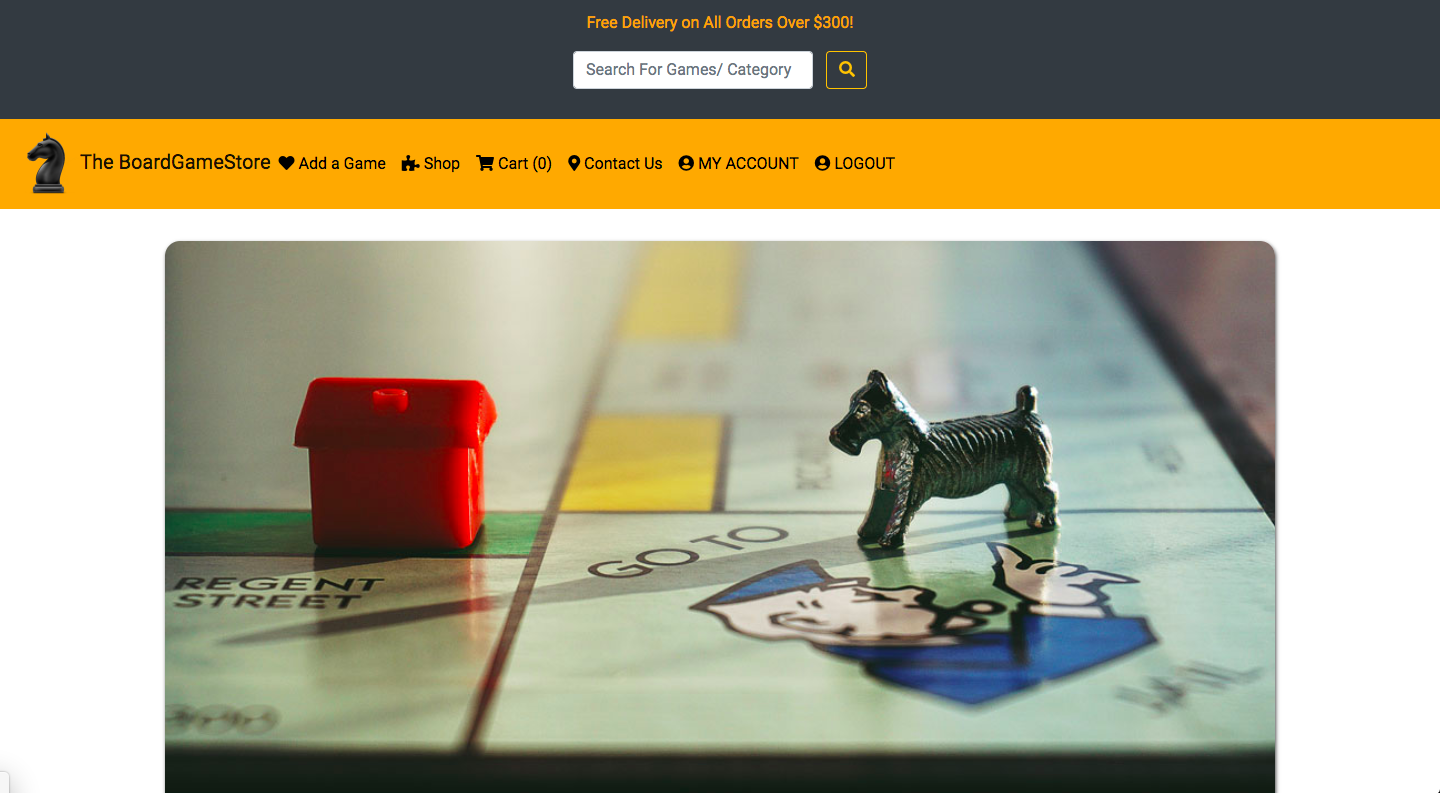 Free Delivery on All Orders Over $300!
Search For Games/ Category
The BoardGameStore Add a Game Shop Cart (0) Contact Us MY ACCOUNT LOGOUT
GO TO
REGENT
STREET
JAIL